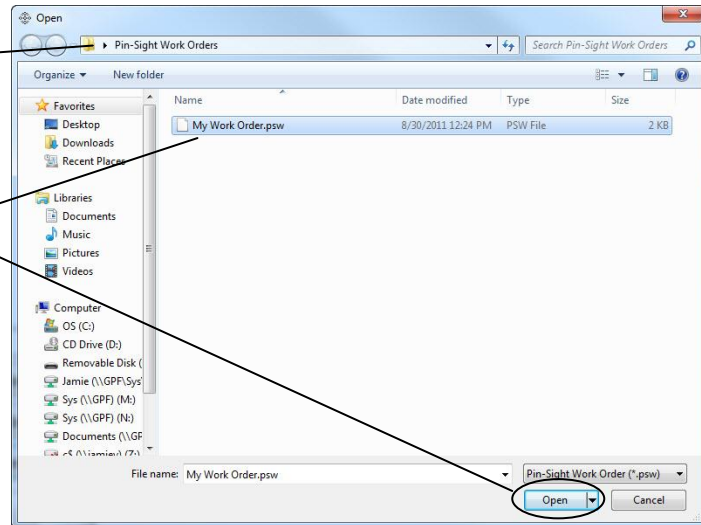 Open
Pin-Sight Work Orders
Search Pin-Sight Work Orders
Organize
New folder
Name
Date modified
Type
Size
My Work Order.psw
8/30/2011 12:24 PM
PSW File
2 KB
Favorites
Desktop
Downloads
Recent Places
Libraries
Documents
Music
Pictures
Videos
Computer
OS (C:)
CD Drive (D:)
Removable Disk (
Jamie (\\GPF\Sys
Sys (\\GPF) (M:)
Sys (\\GPF) (N:)
Documents (\\GF
c$ (\\jamiev) (Z:)
File name:
My Work Order.psw
Pin-Sight Work Order (*.psw)
Open
Cancel